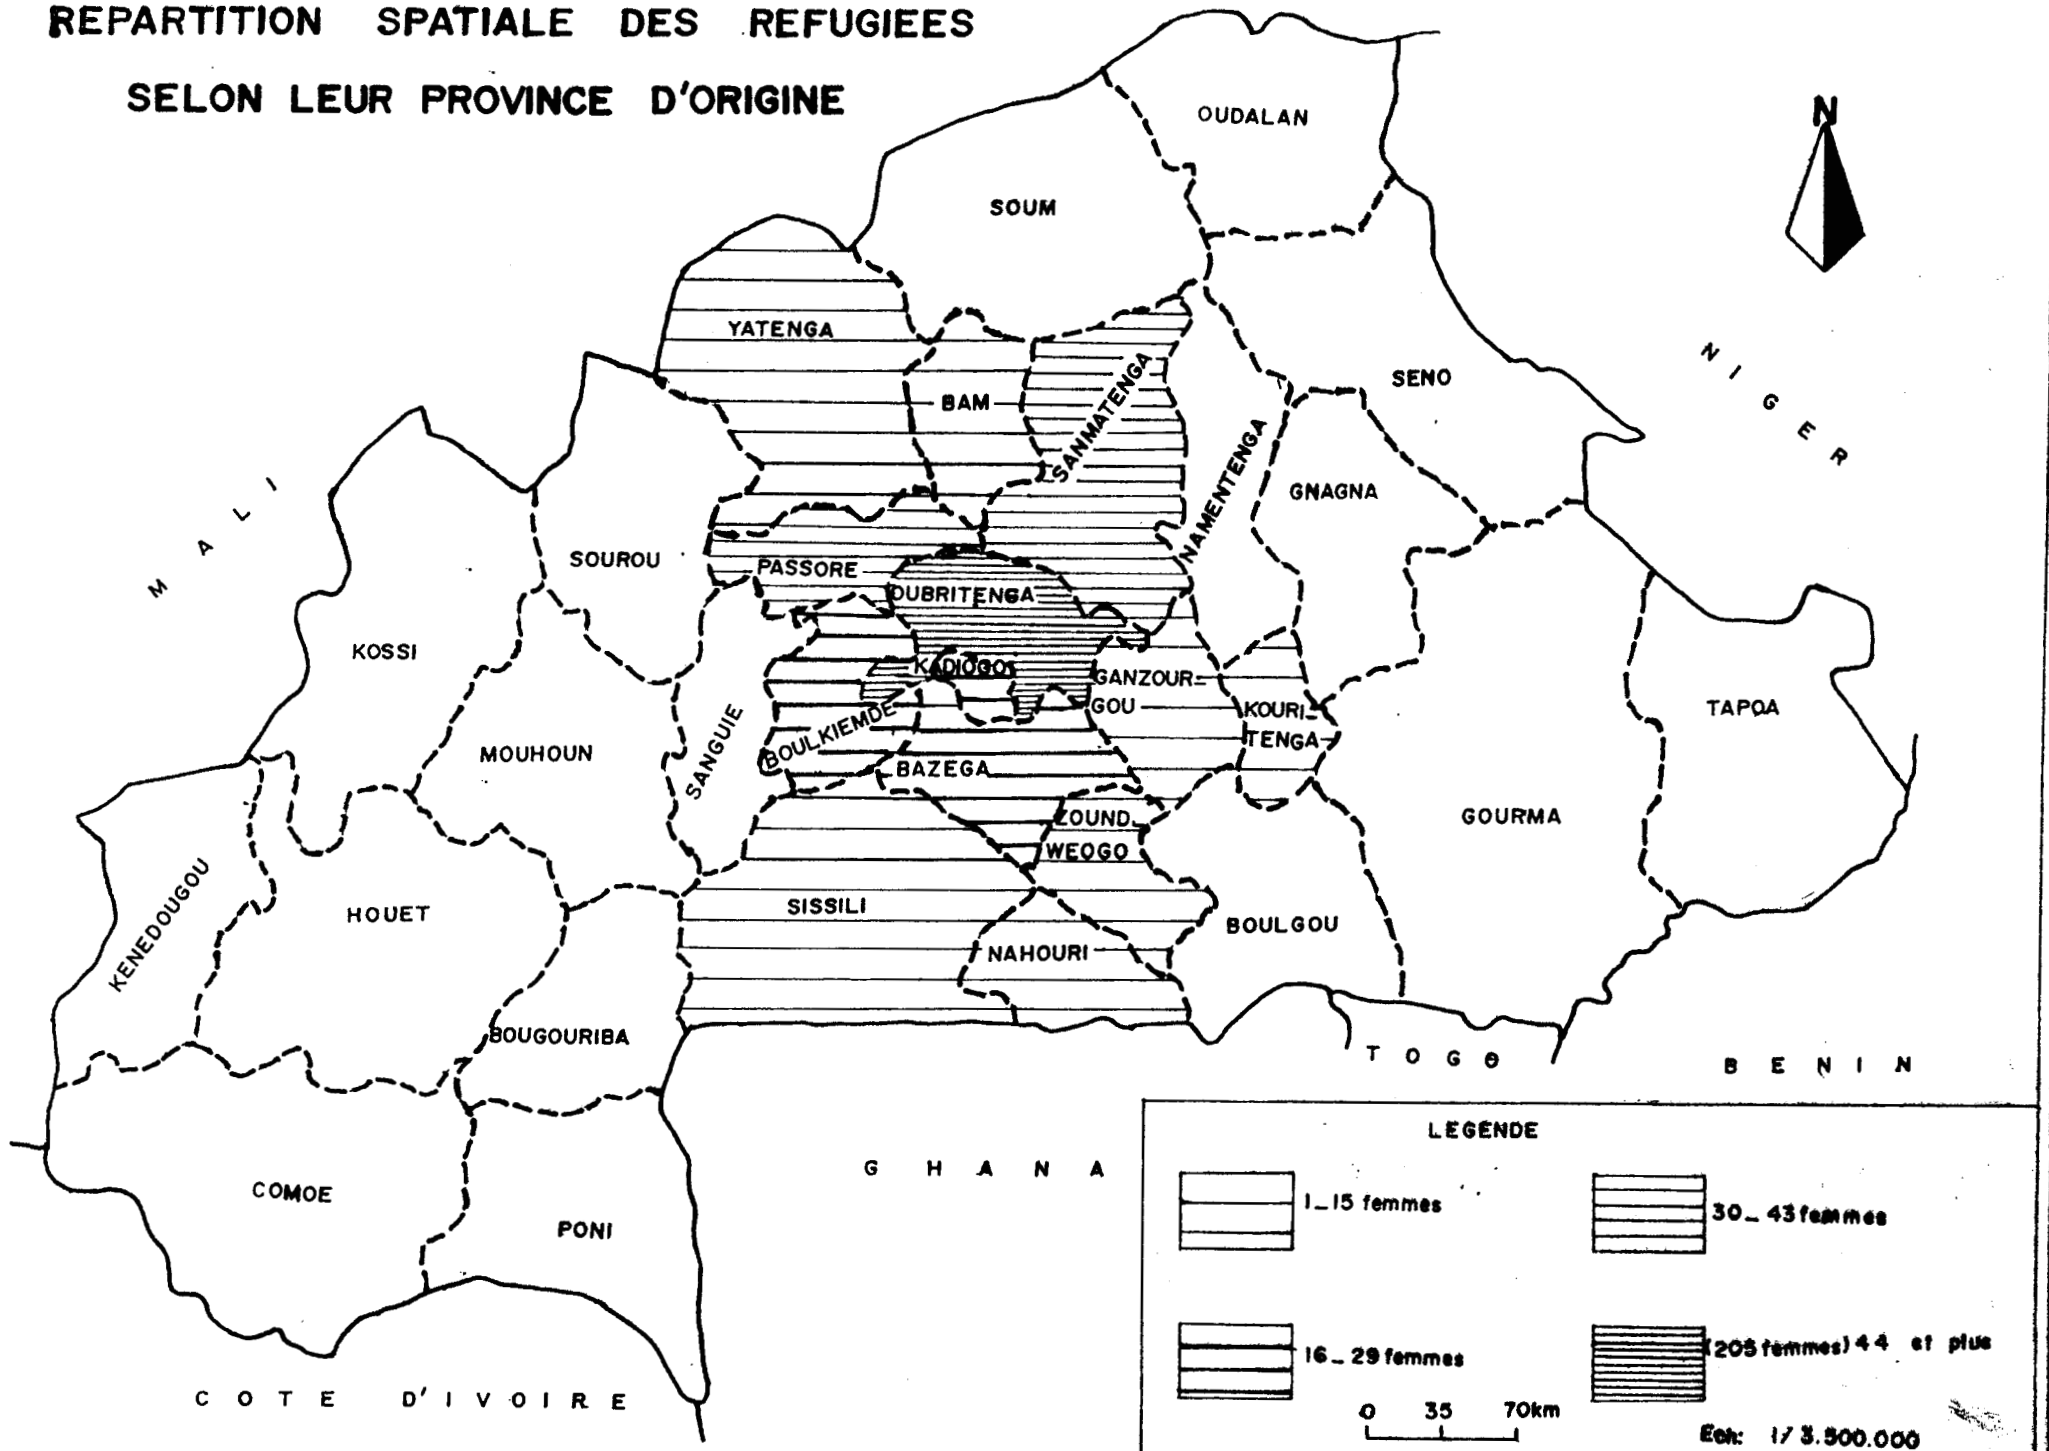 REPARTITION SPATIALE DES REFUGIEES
SELON LEUR PROVINCE D'ORIGINE
N
OUDALAN
SOUM
YATENGA
NIGER
SENO
BAM
SANMATENGA
NAMENTENGA
GNAGNA
MALI
SOUROU
PASSORE
OUBRITENGA
KOSSI
KADIOGO
GANZOUR-
GOU
KOURI-
TENGA
TAPOA
MOUHOUN
SANGUIE
BOULKIEMDE
BAZEGA
ZOUND
WEOGO
GOURMA
KENEDOUGOU
HOUET
SISSILI
NAHOURI
BOULGOU
BOUGOURIBA
TOGO
BENIN
GHANA
COMOE
PONI
COTE D'IVOIRE
LEGENDE
1_15 femmes
30_43 femmes
16_29 femmes
(205 femmes) 44 et plus
0 35 70km
Ech: 1/3.500.000